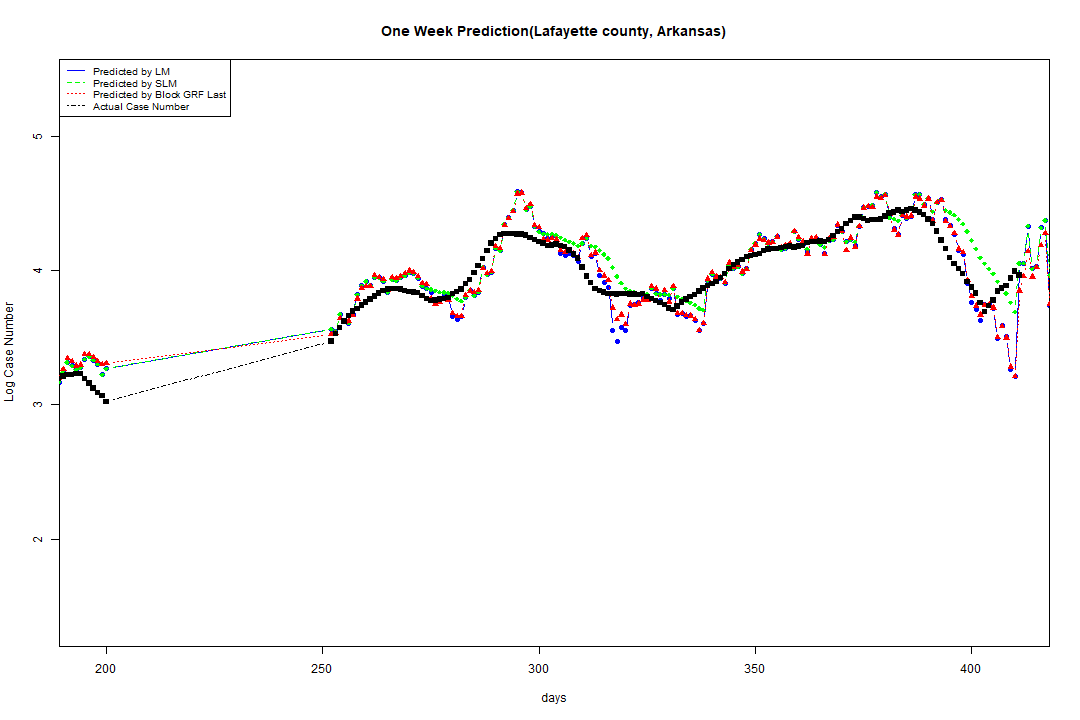 One Week Prediction(Lafayette county, Arkansas)
Predicted by LM
Predicted by SLM
Predicted by Block GRF Last
Actual Case Number
5
4
3
2
Log Case Number
200 250 300 350 400
days